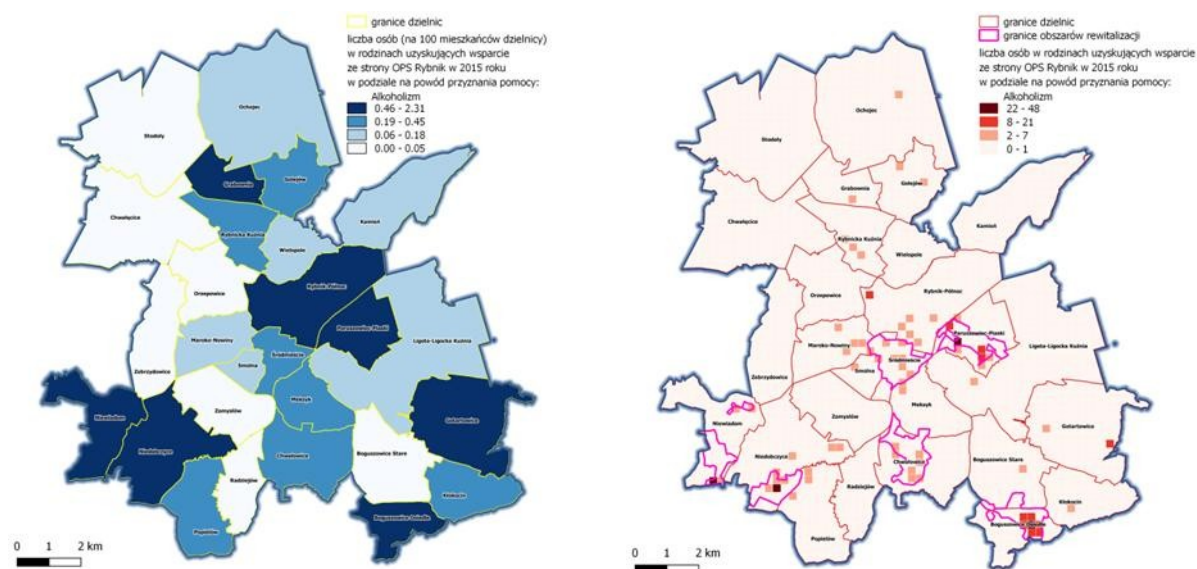 granice dzielnic
liczba osób (na 100 mieszkańców dzielnicy)
w rodzinach uzyskujących wsparcie
ze strony OPS Rybnik w 2015 roku
w podziale na powód przyznania pomocy:
Alkoholizm
0.46 - 2.31
0.19 - 0.45
0.06 - 0.18
0.00 - 0.05
Ochojec
Stodoły
Grabownia
Golejów
Chwałęcice
Kamień
Rybnicka Kuźnia
Wielopole
Rybnik-Północ
Orzepowice
Paruszowiec-Piaski
Maroko-Nowiny
Śródmieście
Ligota-Ligocka Kuźnia
Smolna
Zebrzydowice
Meksyk
Niewiadom
Zamysłów
Gotartowice
Niedobczyce
Chwałowice
Boguszowice Stare
Radziejów
Kłokocin
Popielów
Boguszowice Osiedle
0 1 2 km
granice dzielnic
granice obszarów rewitalizacji
liczba osób w rodzinach uzyskujących wsparcie
ze strony OPS Rybnik w 2015 roku
w podziale na powód przyznania pomocy:
Alkoholizm
22 - 48
8 - 21
2 - 7
0 - 1
Ochojec
Stodoły
Grabownia
Golejów
Chwałęcice
Kamień
Rybnicka Kuźnia
Wielopole
Rybnik-Północ
Orzepowice
Paruszowiec-Piaski
Maroko-Nowiny
Śródmieście
Ligota-Ligocka Kuźnia
Smolna
Zebrzydowice
Meksyk
Niewiadom
Zamysłów
Gotartowice
Niedobczyce
Chwałowice
Boguszowice Stare
Radziejów
Kłokocin
Popielów
Boguszowice Osiedle
0 1 2 km